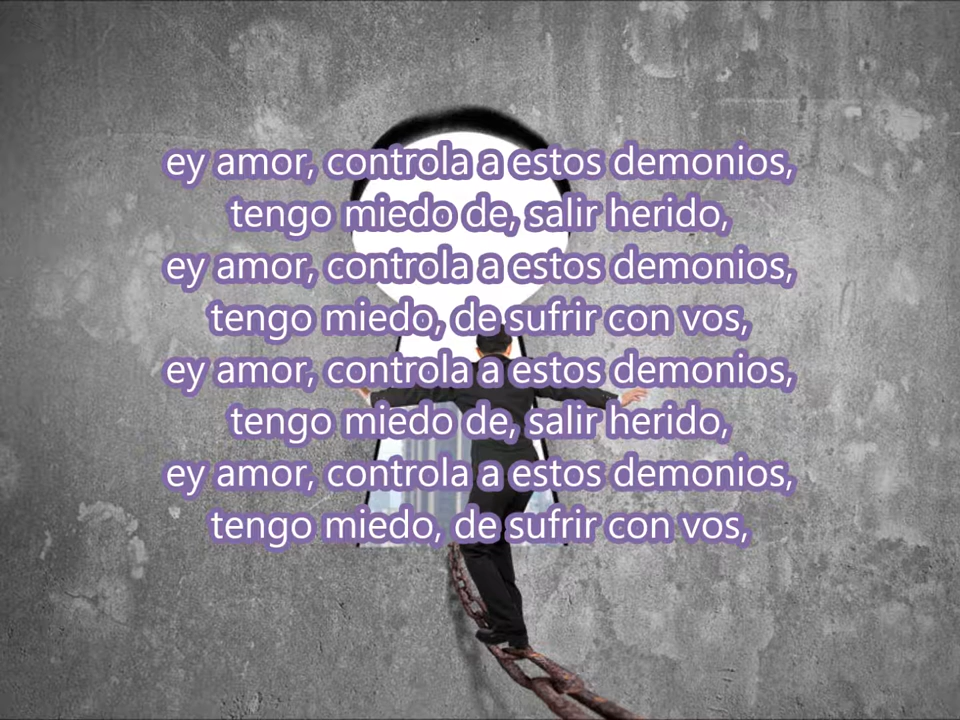 ey amor, controla a estos demonios,
tengo miedo de, salir herido,
ey amor, controla a estos demonios,
tengo miedo, de sufrir con vos,
ey amor, controla a estos demonios,
tengo miedo de, salir herido,
ey amor, controla a estos demonios,
tengo miedo, de sufrir con vos,